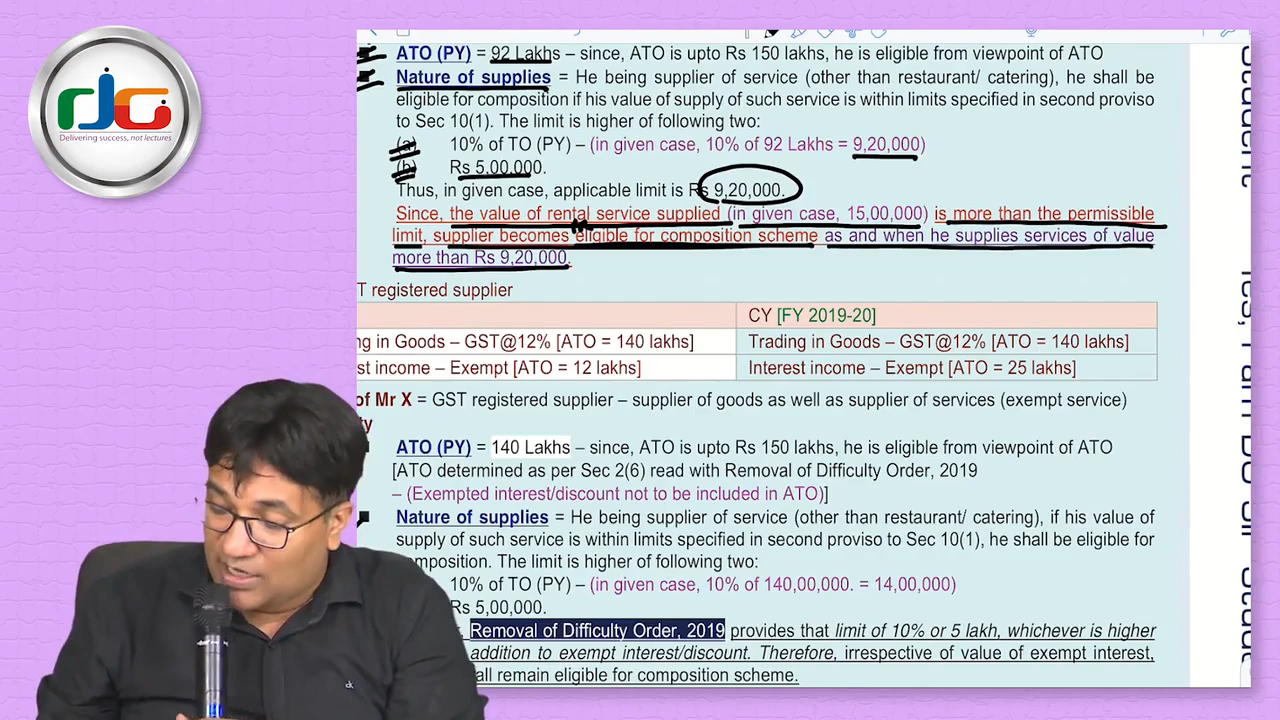 Delivering success, not lectures
ATO (PY) = 92 Lakhs – since, ATO is upto Rs 150 lakhs, he is eligible from viewpoint of ATO
Nature of supplies = He being supplier of service (other than restaurant/ catering), he shall be
eligible for composition if his value of supply of such service is within limits specified in second proviso
to Sec 10(1). The limit is higher of following two:
(a) 10% of TO (PY) – (in given case, 10% of 92 Lakhs = 9,20,000)
(b) Rs 5,00,000.
Thus, in given case, applicable limit is Rs 9,20,000.
Since, the value of rental service supplied (in given case, 15,00,000) is more than the permissible
limit, supplier becomes eligible for composition scheme as and when he supplies services of value
more than Rs 9,20,000.
T registered supplier
CY [FY 2019-20]
ng in Goods – GST@12% [ATO = 140 lakhs] Trading in Goods – GST@12% [ATO = 140 lakhs]
st income – Exempt [ATO = 12 lakhs] Interest income – Exempt [ATO = 25 lakhs]
of Mr X = GST registered supplier – supplier of goods as well as supplier of services (exempt service)
ty
ATO (PY) = 140 Lakhs – since, ATO is upto Rs 150 lakhs, he is eligible from viewpoint of ATO
[ATO determined as per Sec 2(6) read with Removal of Difficulty Order, 2019
– (Exempted interest/discount not to be included in ATO)]
Nature of supplies = He being supplier of service (other than restaurant/ catering), if his value of
supply of such service is within limits specified in second proviso to Sec 10(1), he shall be eligible for
omposition. The limit is higher of following two:
10% of TO (PY) – (in given case, 10% of 140,00,000. = 14,00,000)
Rs 5,00,000.
Removal of Difficulty Order, 2019 provides that limit of 10% or 5 lakh, whichever is higher
addition to exempt interest/discount. Therefore, irrespective of value of exempt interest,
all remain eligible for composition scheme.